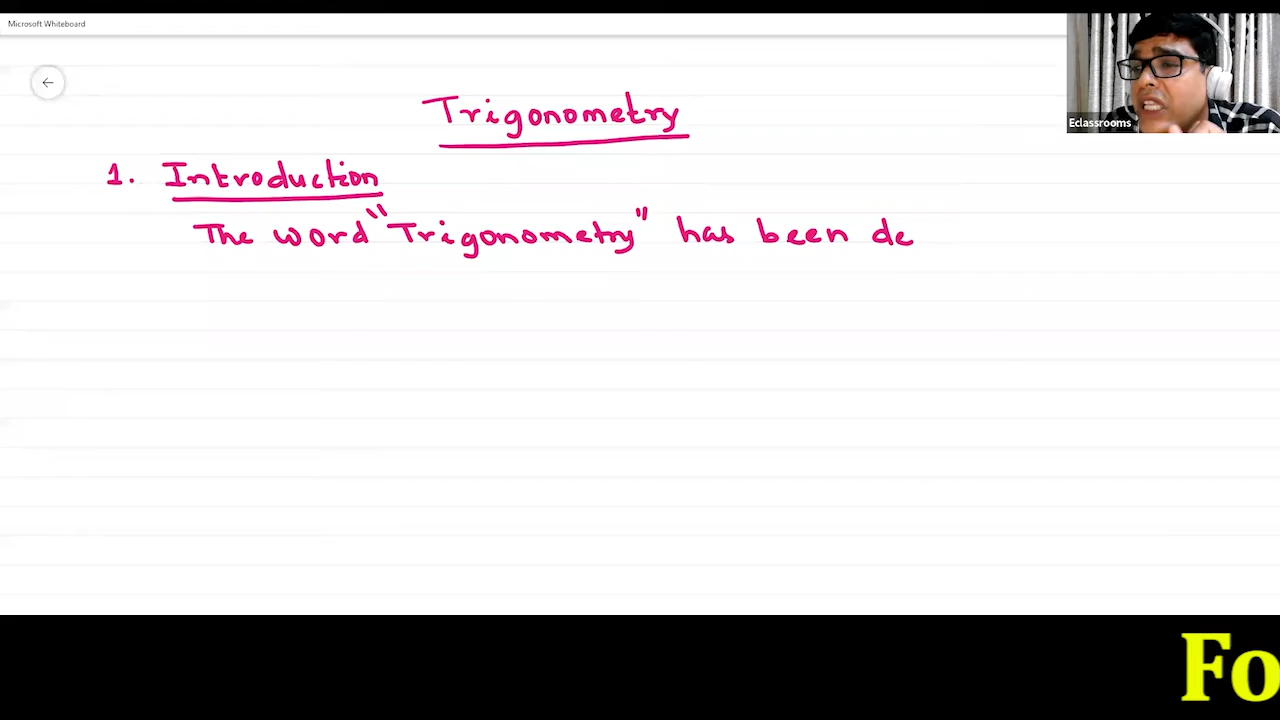 Microsoft Whiteboard
Eclassrooms
Trigonometry
1. Introduction
The word "Trigonometry" has been de
Fo